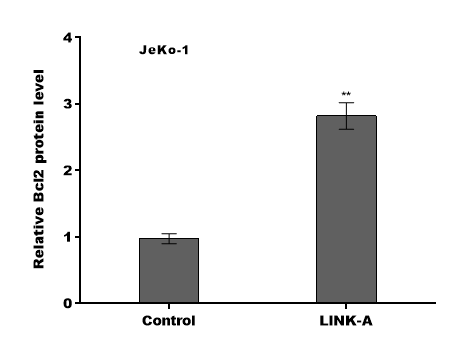 JeKo-1
Relative Bcl2 protein level
4
3
2
1
0
**
Control
LINK-A